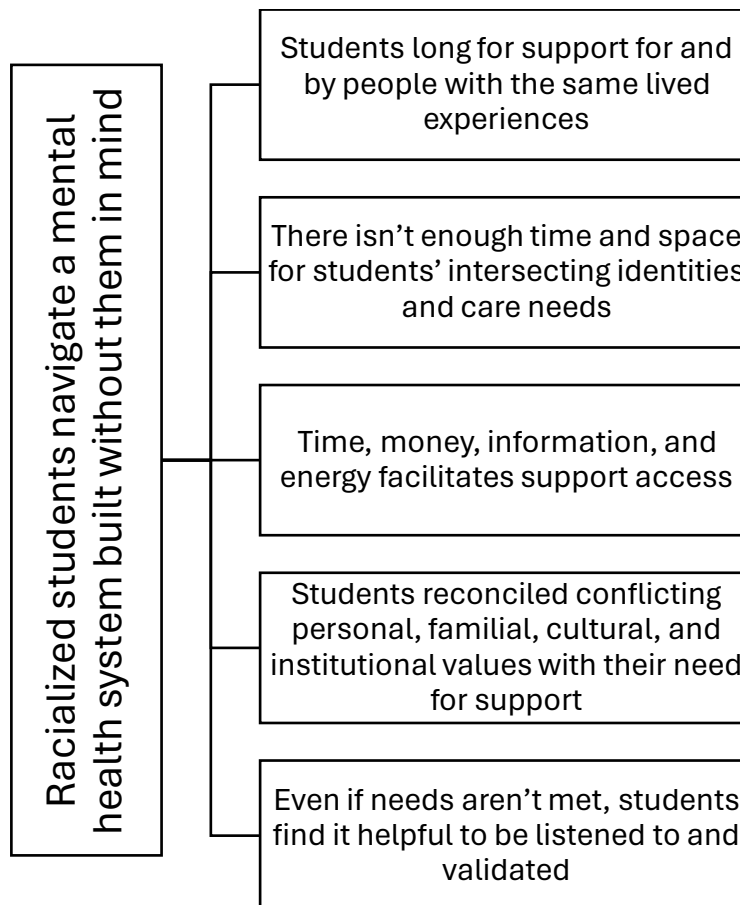 Racialized students navigate a mental
health system built without them in mind
Students long for support for and
by people with the same lived
experiences
There isn’t enough time and space
for students’ intersecting identities
and care needs
Time, money, information, and
energy facilitates support access
Students reconciled conflicting
personal, familial, cultural, and
institutional values with their need
for support
Even if needs aren’t met, students
find it helpful to be listened to and
validated